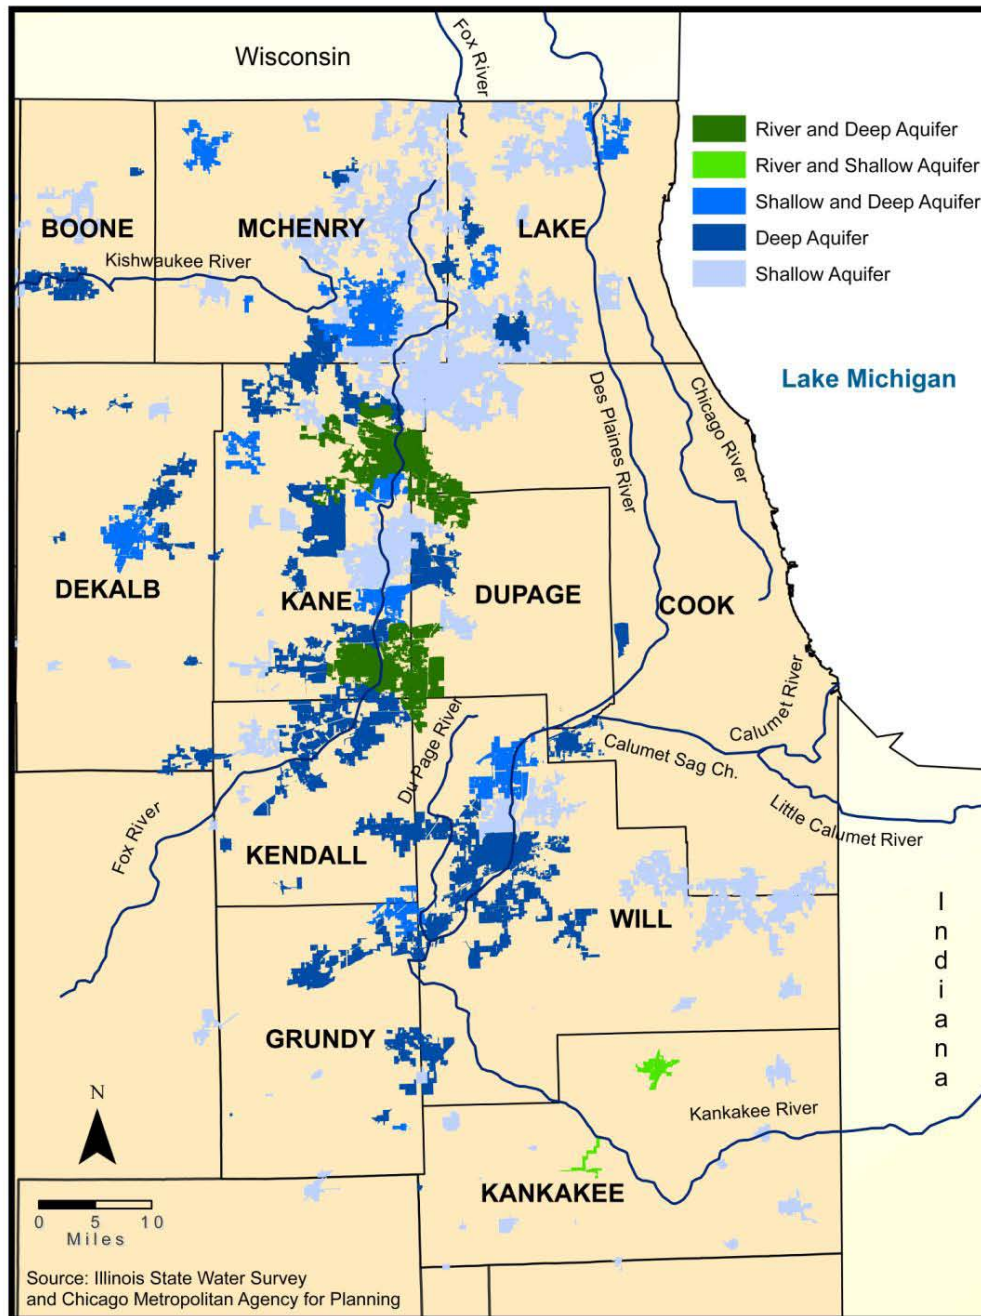 Wisconsin
Fox River
River and Deep Aquifer
River and Shallow Aquifer
Shallow and Deep Aquifer
Deep Aquifer
Shallow Aquifer
BOONE
MCHENRY
LAKE
Kishwaukee River
Lake Michigan
Des Plaines River
Chicago River
DEKALB
KANE
DUPAGE
COOK
Du Page River
Calumet River
Calumet Sag Ch.
Little Calumet River
Fox River
KENDALL
WILL
Indiana
GRUNDY
Kankakee River
KANKAKEE
N
0 5 10
Miles
Source: Illinois State Water Survey
and Chicago Metropolitan Agency for Planning